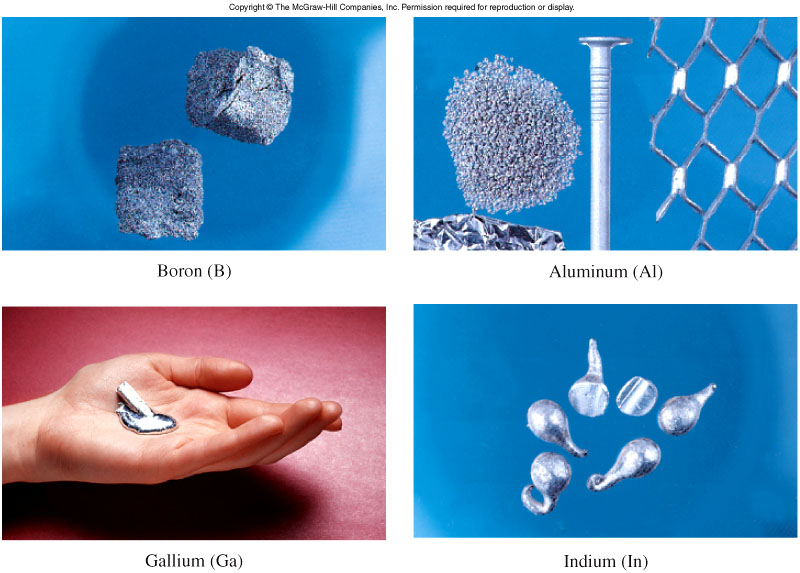 Copyright © The McGraw-Hill Companies, Inc. Permission required for reproduction or display.
Boron (B)
Aluminum (Al)
Gallium (Ga)
Indium (In)